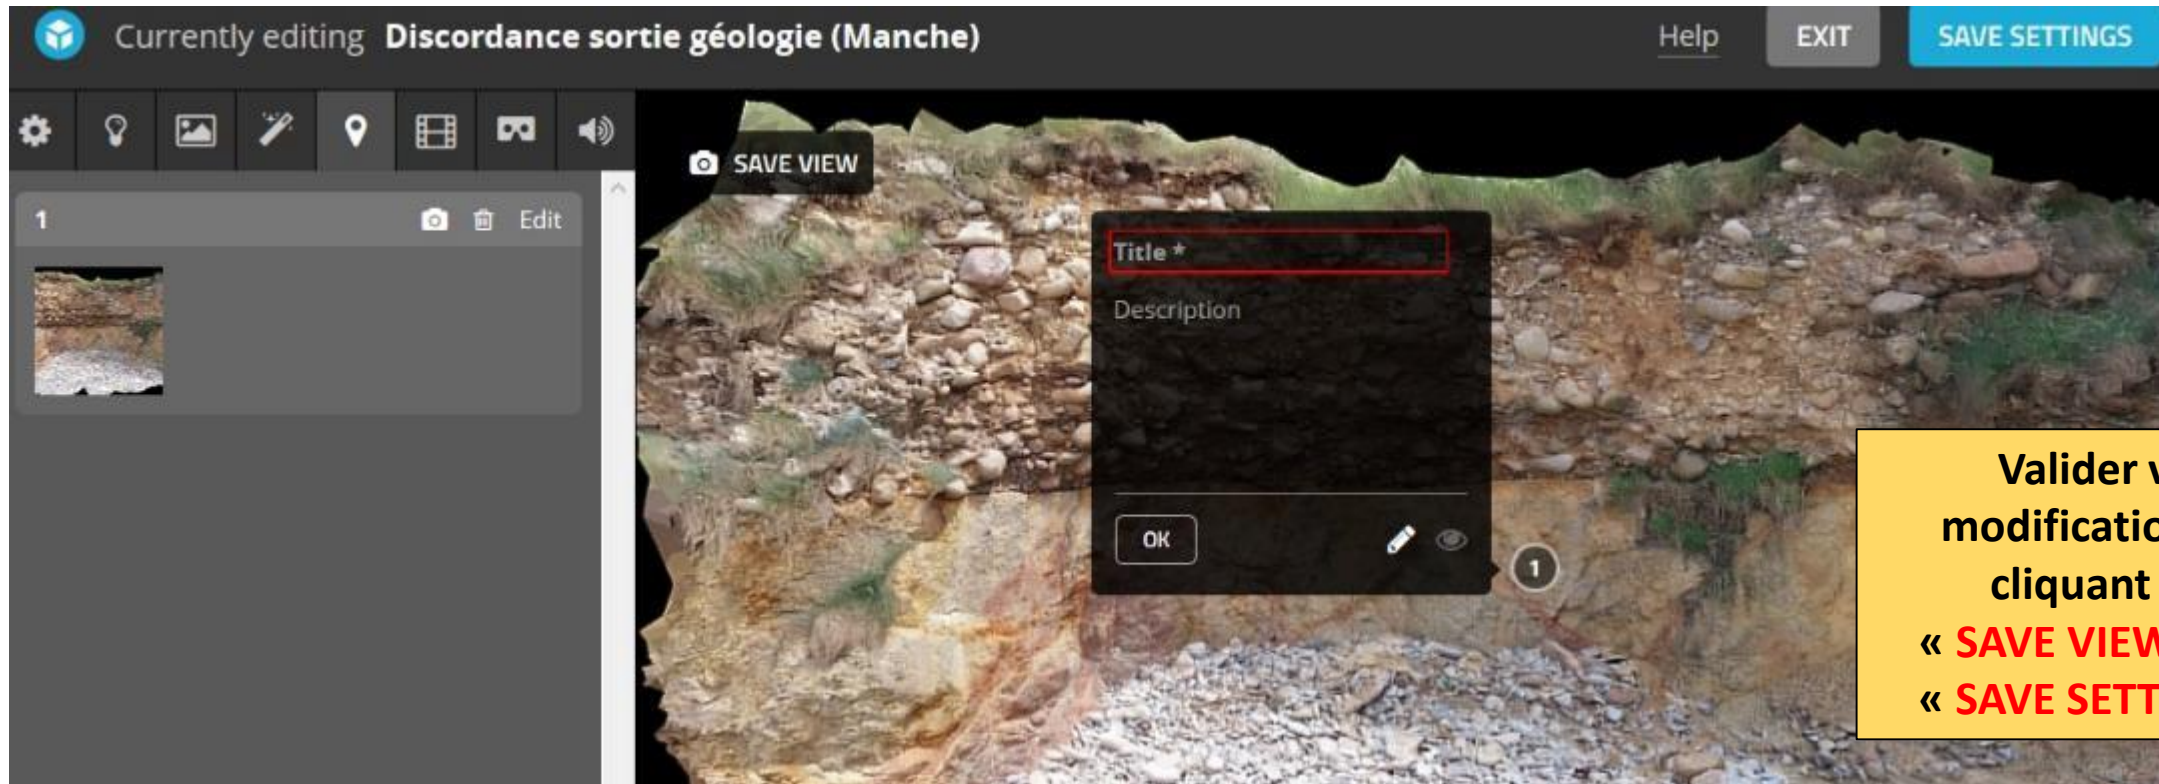 Currently editing Discordance sortie géologie (Manche)
Help
EXIT
SAVE SETTINGS
SAVE VIEW
1
Edit
Title *
Description
OK
1
Valider
modificatio
cliquant
« SAVE VIEW
« SAVE SETT